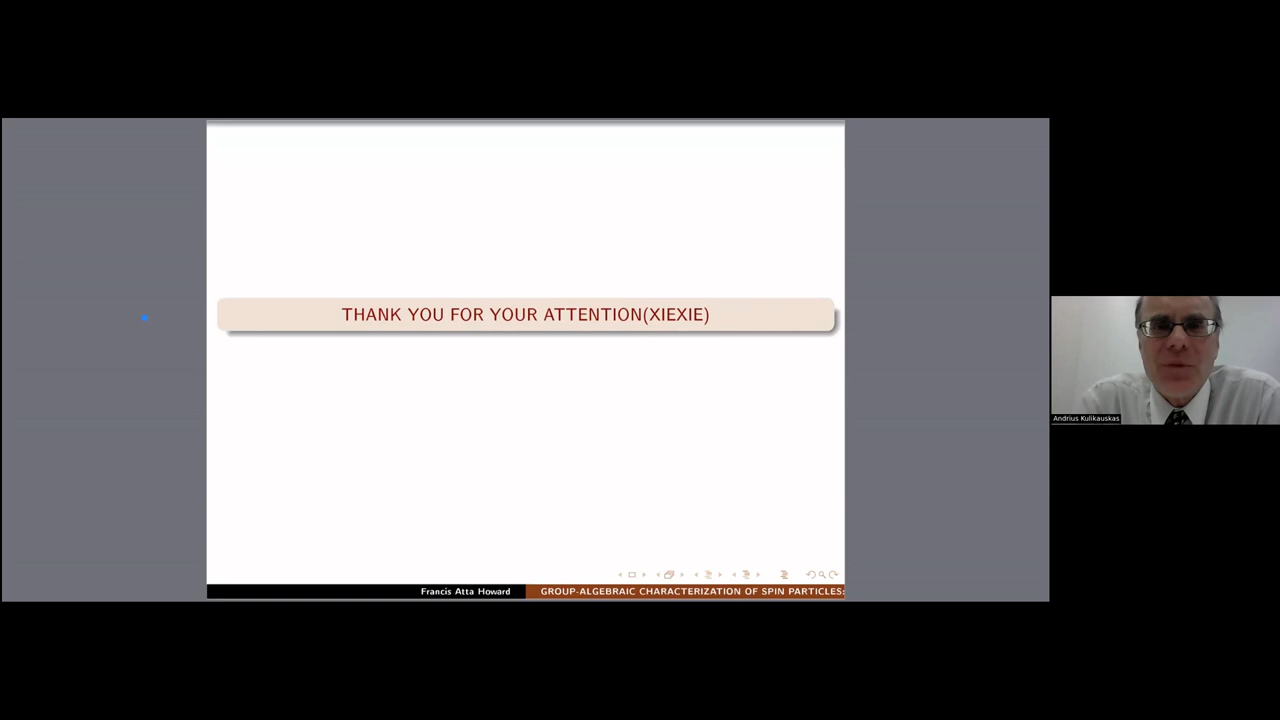 THANK YOU FOR YOUR ATTENTION(XIEXIE)
Andrius Kulikauskas
Francis Atta Howard
GROUP-ALGEBRAIC CHARACTERIZATION OF SPIN PARTICLES: